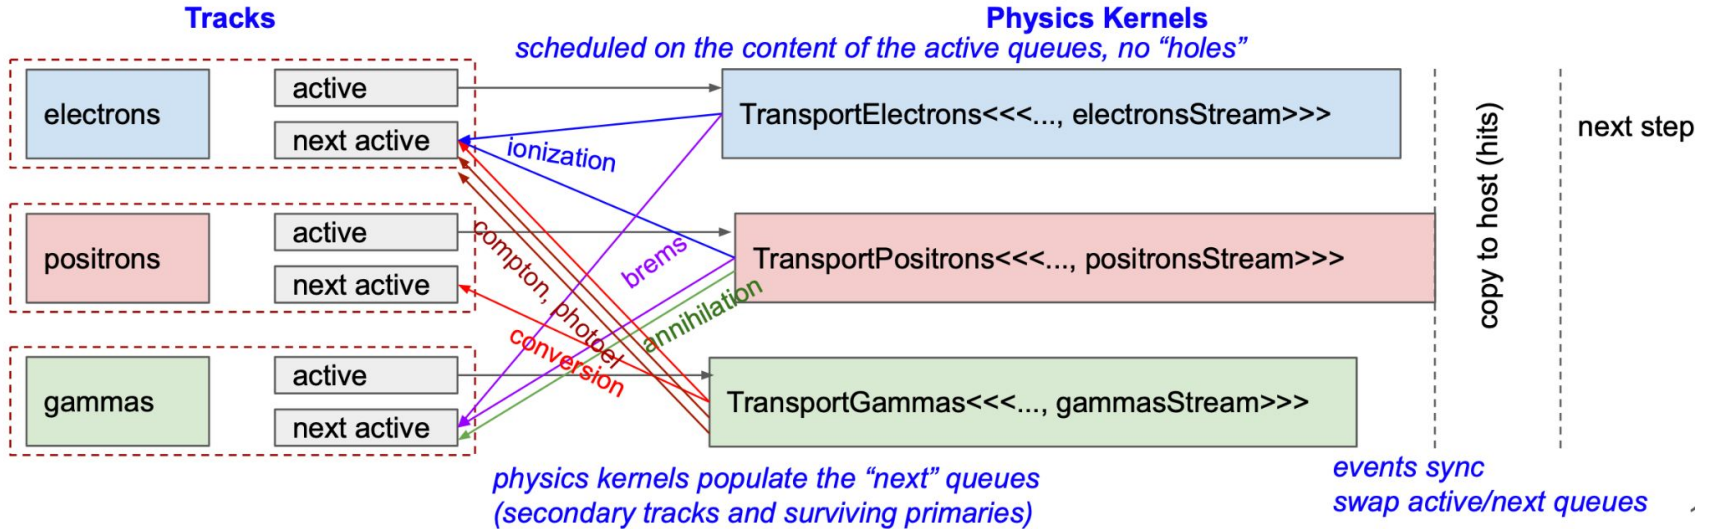 Tracks
Physics Kernels
scheduled on the content of the active queues, no “holes”
electrons
active
next active
TransportElectrons<<<..., electronsStream>>>
ionization
positrons
active
next active
TransportPositrons<<<..., positronsStream>>>
brems
annihilation
compton, photoel
conversion
gammas
active
next active
TransportGammas<<<..., gammasStream>>>
copy to host (hits)
next step
physics kernels populate the “next” queues
(secondary tracks and surviving primaries)
events sync
swap active/next queues